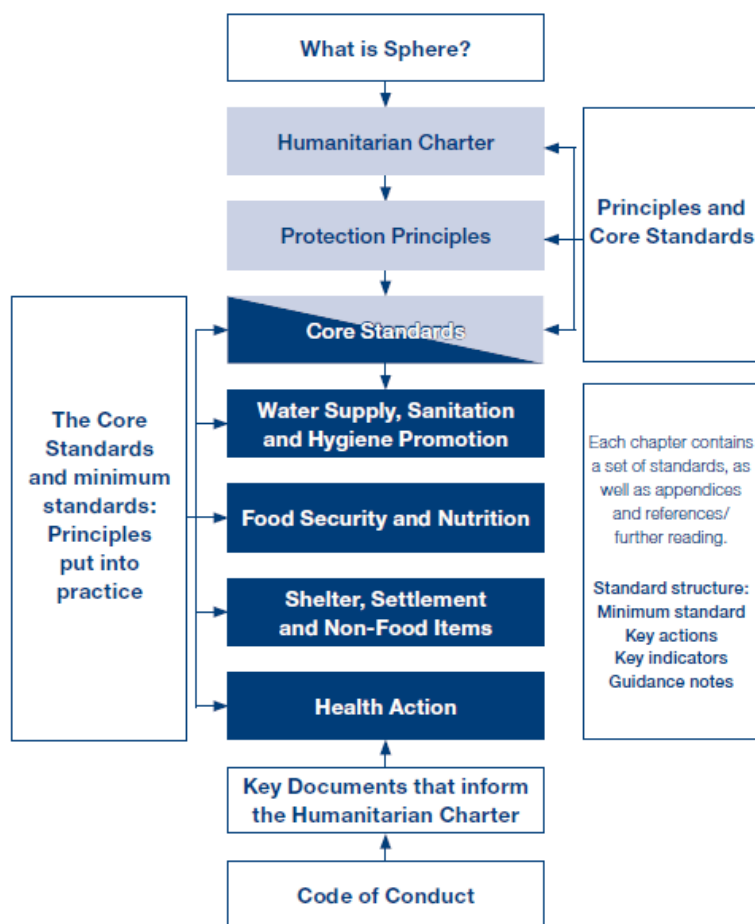 What is Sphere?
Humanitarian Charter
Protection Principles
Core Standards
Water Supply, Sanitation
and Hygiene Promotion
Food Security and Nutrition
Shelter, Settlement
and Non-Food Items
Health Action
Key Documents that inform
the Humanitarian Charter
Code of Conduct
The Core
Standards
and minimum
standards:
Principles
put into
practice
Principles and
Core Standards
Each chapter contains
a set of standards, as
well as appendices
and references/
further reading.
Standard structure:
Minimum standard
Key actions
Key indicators
Guidance notes